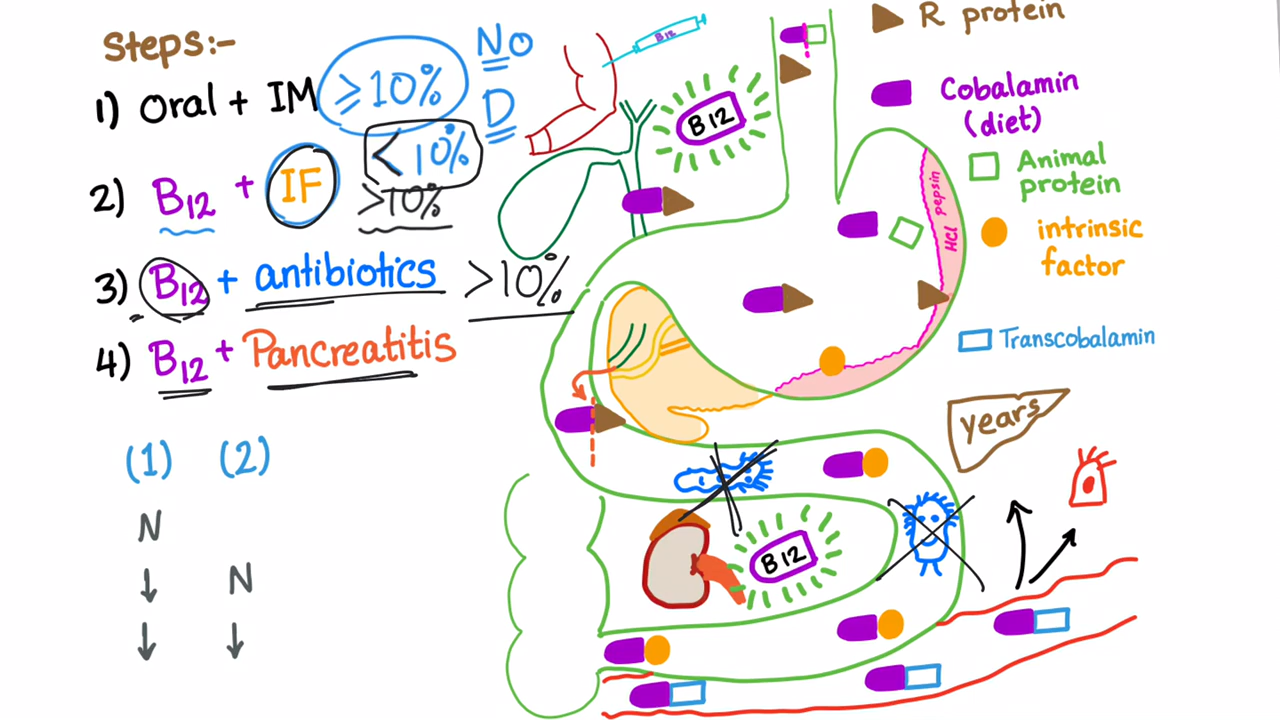 Steps:-
1) Oral + IM ≥10% No
D
<10%
2) B12 + IF >10%
3) B12 + antibiotics >10%
4) B12 + Pancreatitis
(1) (2)
N
↓ N
↓ ↓
B12
B12
HCl pepsin
R protein
Cobalamin
(diet)
Animal
protein
intrinsic
factor
Transcobalamin
years
B12